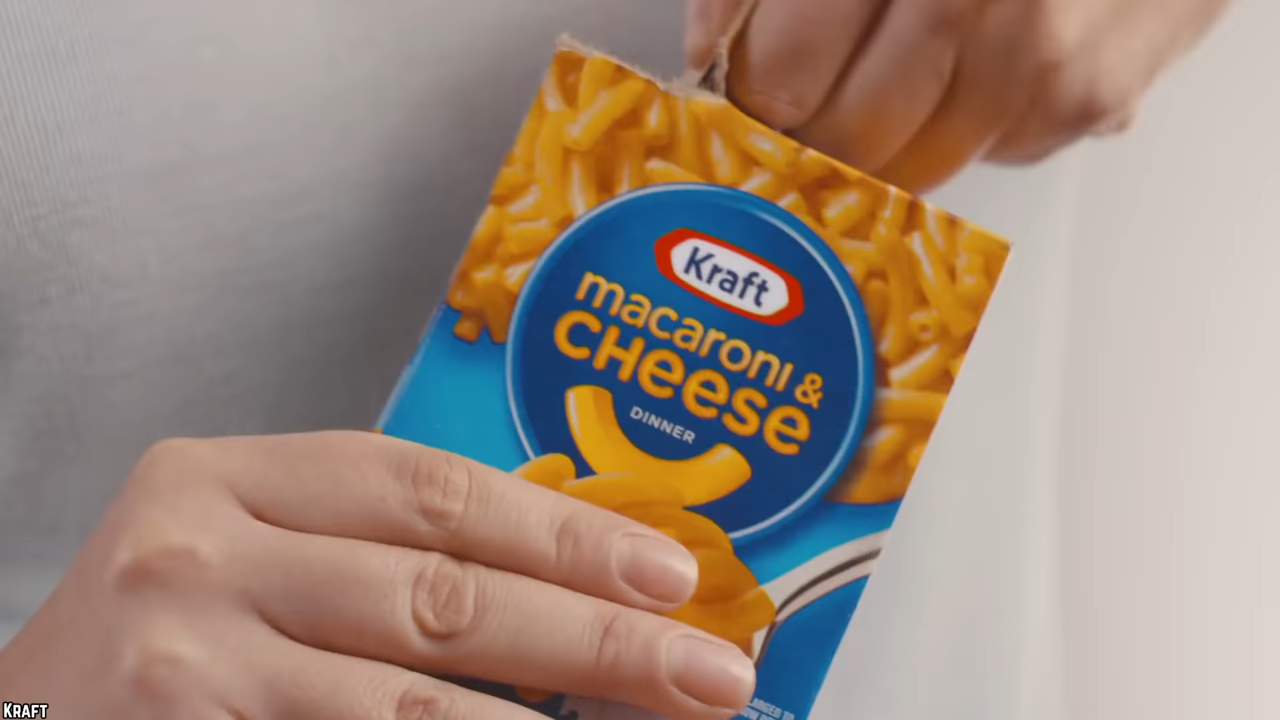 Kraft
macaroni &
CHeese
DINNER
KRAFT